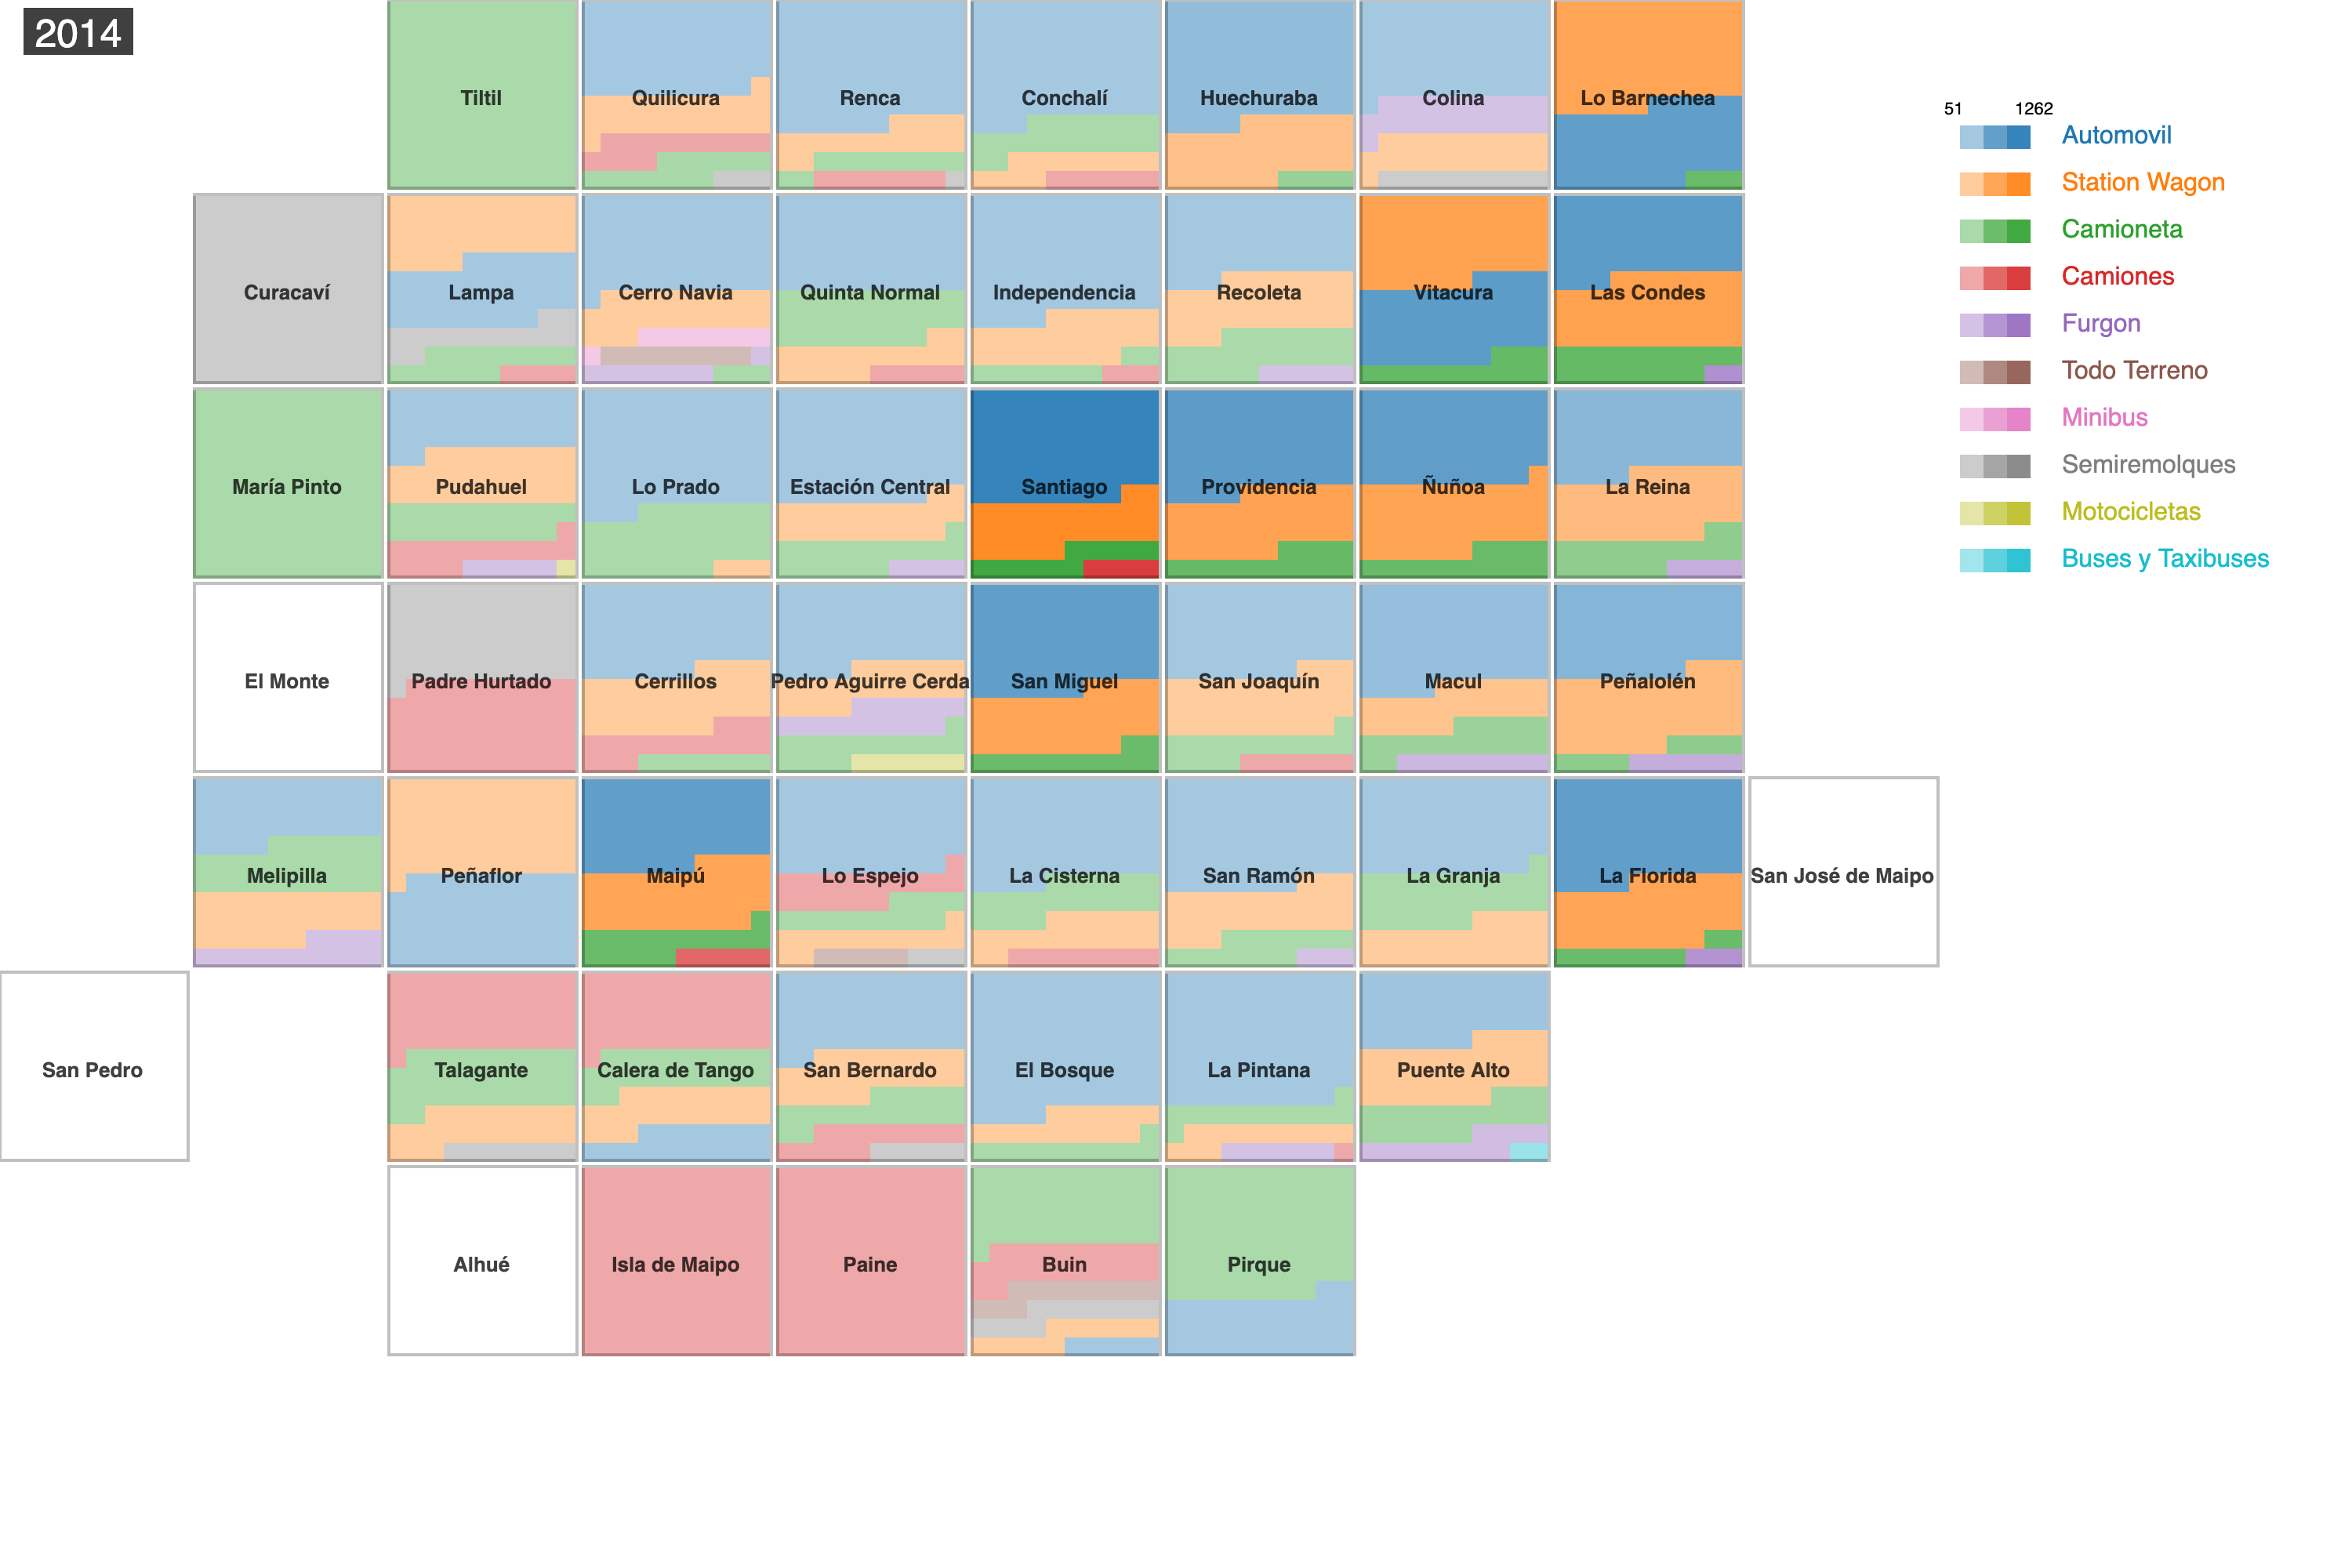 2014
Tiltil
Quilicura
Renca
Conchalí
Huechuraba
Colina
Lo Barnechea
Curacaví
Lampa
Cerro Navia
Quinta Normal
Independencia
Recoleta
Vitacura
Las Condes
María Pinto
Pudahuel
Lo Prado
Estación Central
Santiago
Providencia
Ñuñoa
La Reina
El Monte
Padre Hurtado
Cerrillos
Pedro Aguirre Cerda
San Miguel
San Joaquín
Macul
Peñalolén
Melipilla
Peñaflor
Maipú
Lo Espejo
La Cisterna
San Ramón
La Granja
La Florida
San José de Maipo
San Pedro
Talagante
Calera de Tango
San Bernardo
El Bosque
La Pintana
Puente Alto
Alhué
Isla de Maipo
Paine
Buin
Pirque
51 1262
Automovil
Station Wagon
Camioneta
Camiones
Furgon
Todo Terreno
Minibus
Semiremolques
Motocicletas
Buses y Taxibuses